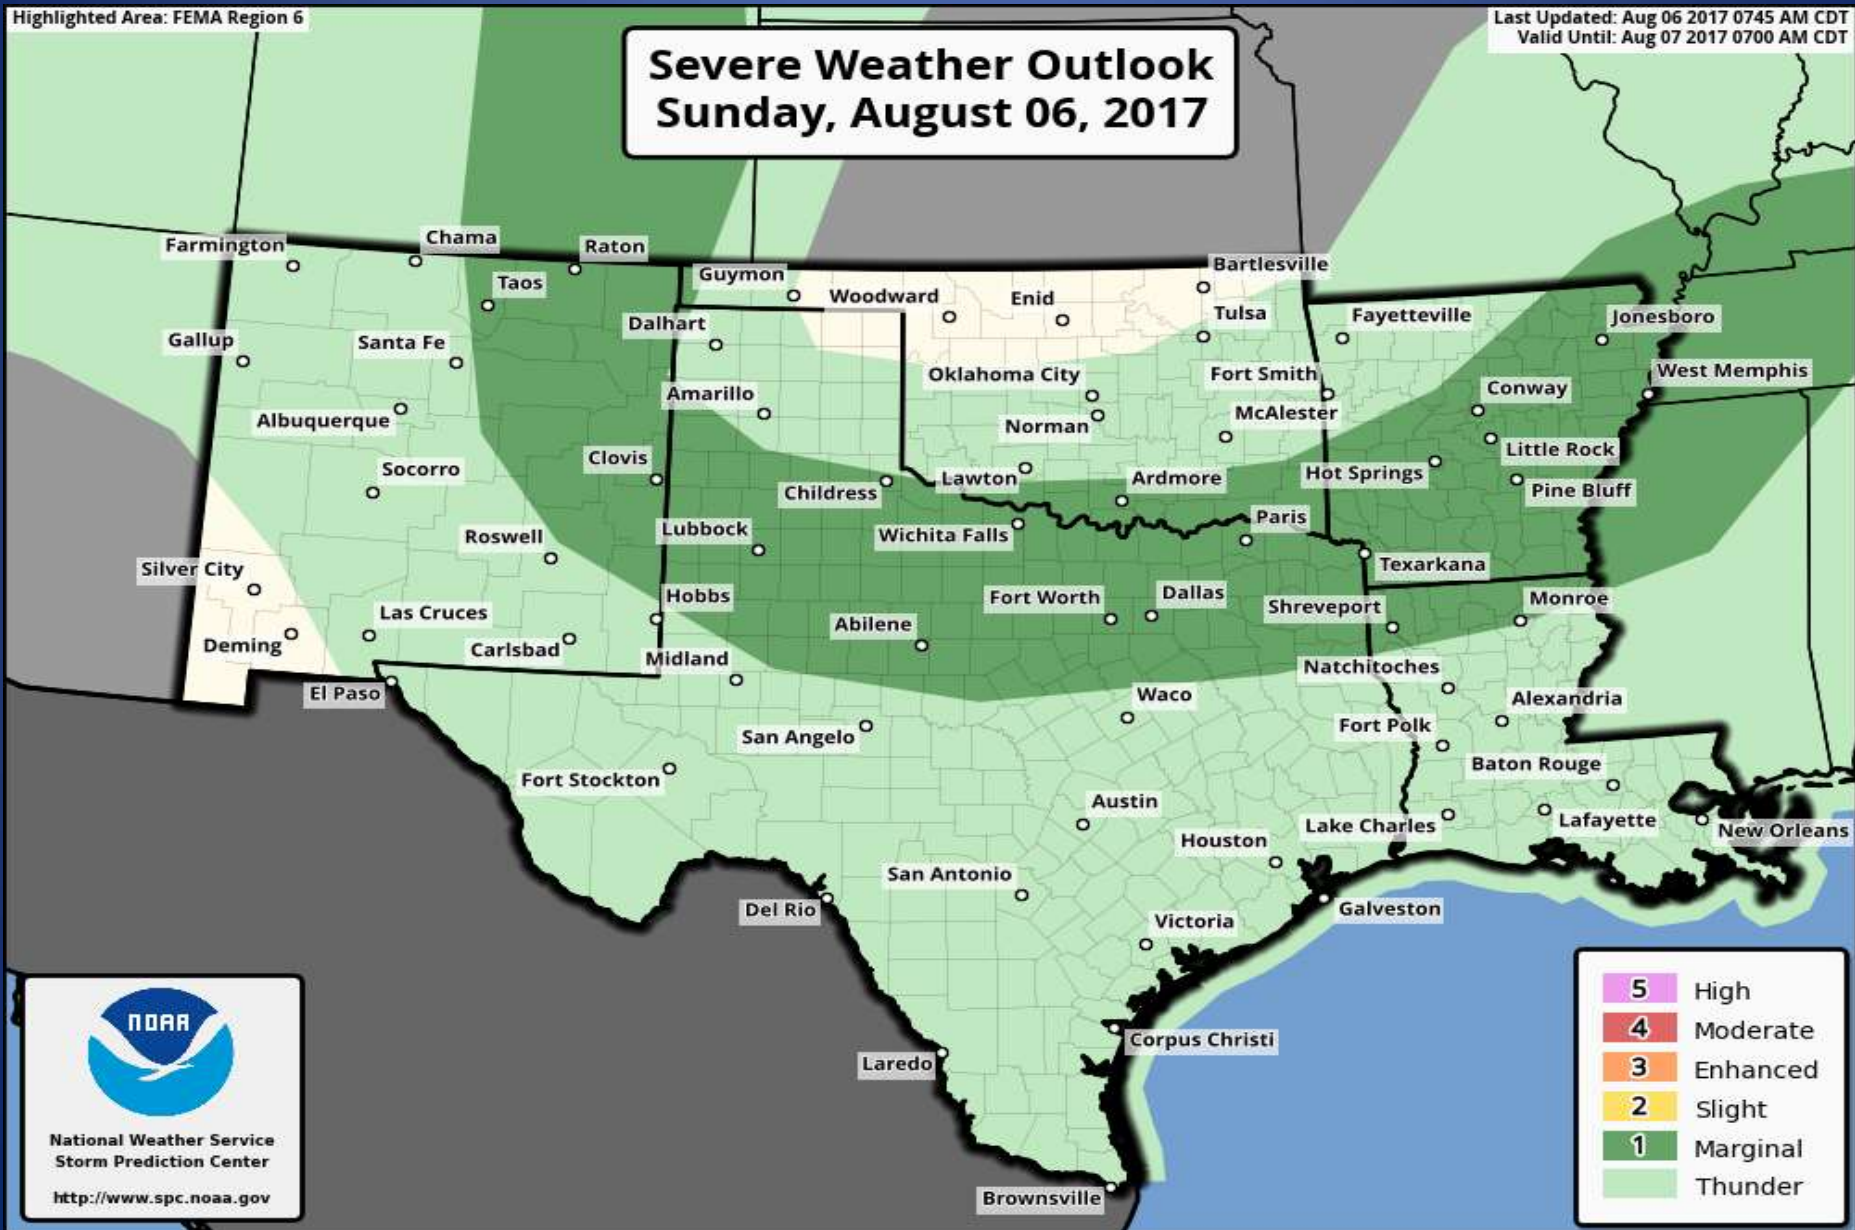 Highlighted Area: FEMA Region 6
Last Updated: Aug 06 2017 0745 AM CDT
Valid Until: Aug 07 2017 0700 AM CDT
Severe Weather Outlook
Sunday, August 06, 2017
Farmington
Chama
Raton
Taos
Guymon
Woodward
Enid
Bartlesville
Tulsa
Fayetteville
Jonesboro
Gallup
Santa Fe
Dalhart
Oklahoma City
Fort Smith
West Memphis
Albuquerque
Amarillo
Norman
McAlester
Conway
Socorro
Clovis
Childress
Lawton
Ardmore
Hot Springs
Little Rock
Pine Bluff
Roswell
Lubbock
Wichita Falls
Paris
Texarkana
Silver City
Las Cruces
Hobbs
Fort Worth
Dallas
Shreveport
Monroe
Deming
Carlsbad
Abilene
Midland
Natchitoches
El Paso
Waco
Alexandria
San Angelo
Fort Polk
Fort Stockton
Baton Rouge
Austin
Lake Charles
Lafayette
New Orleans
Houston
San Antonio
Del Rio
Galveston
Victoria
Corpus Christi
Laredo
Brownsville
NOAA
National Weather Service
Storm Prediction Center
http://www.spc.noaa.gov
5 High
4 Moderate
3 Enhanced
2 Slight
1 Marginal
Thunder